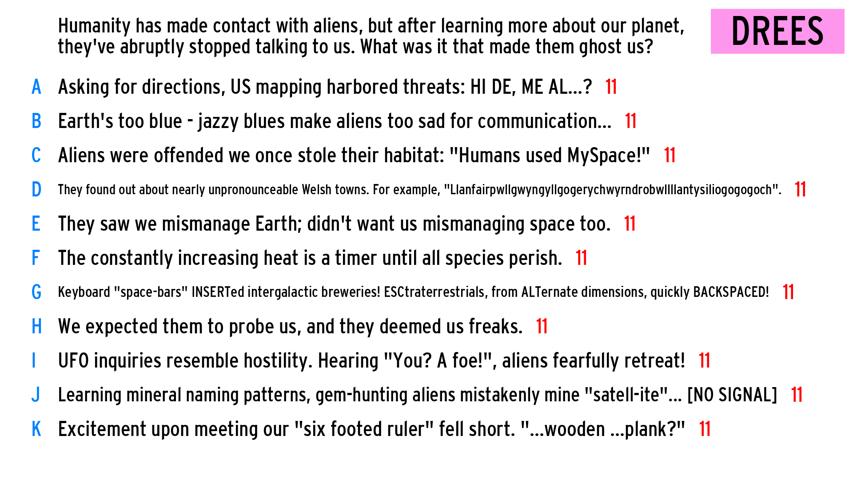 Humanity has made contact with aliens, but after learning more about our planet,
they've abruptly stopped talking to us. What was it that made them ghost us?
DREES
A Asking for directions, US mapping harbored threats: HI DE, ME AL...? 11
B Earth's too blue - jazzy blues make aliens too sad for communication... 11
C Aliens were offended we once stole their habitat: "Humans used MySpace!" 11
D They found out about nearly unpronounceable Welsh towns. For example, "Llanfairpwllgwyngyllgogerychwyrndrobwllllantysiliogogogoch". 11
E They saw we mismanage Earth; didn't want us mismanaging space too. 11
F The constantly increasing heat is a timer until all species perish. 11
G Keyboard "space-bars" INSERTed intergalactic breweries! ESCtraterrestrials, from ALTernate dimensions, quickly BACKSPACED! 11
H We expected them to probe us, and they deemed us freaks. 11
I UFO inquiries resemble hostility. Hearing "You? A foe!", aliens fearfully retreat! 11
J Learning mineral naming patterns, gem-hunting aliens mistakenly mine "satell-ite"... [NO SIGNAL] 11
K Excitement upon meeting our "six footed ruler" fell short. "...wooden ...plank?" 11